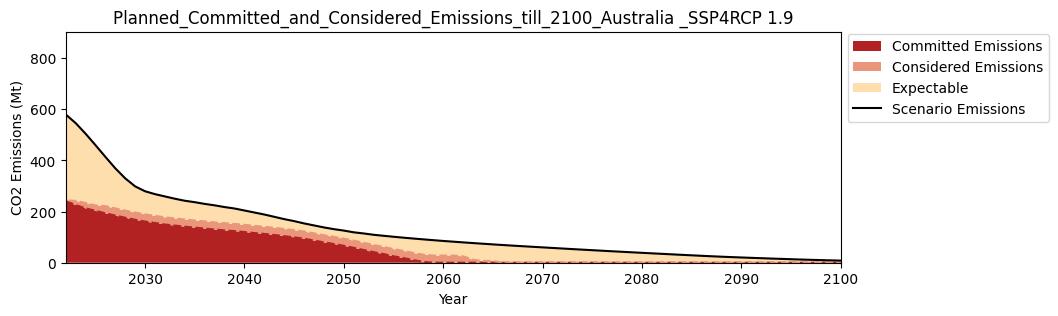 Planned_Committed_and_Considered_Emissions_till_2100_Australia _SSP4RCP 1.9
CO2 Emissions (Mt)
800
600
400
200
0
2030
2040
2050
2060
2070
2080
2090
2100
Year
Committed Emissions
Considered Emissions
Expectable
Scenario Emissions